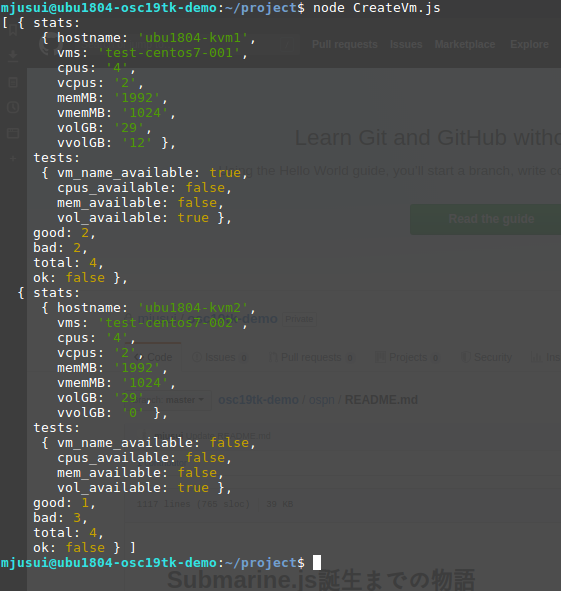 mjusui@ubu1804-osc19tk-demo:~/project$ node CreateVm.js
[ { stats:
     { hostname: 'ubu1804-kvm1',
       vms: 'test-centos7-001',
       cpus: '4',
       vcpus: '2',
       memMB: '1992',
       vmemMB: '1024',
       volGB: '29',
       vvolGB: '12' },
    tests:
     { vm_name_available: true,
       cpus_available: false,
       mem_available: false,
       vol_available: true },
    good: 2,
    bad: 2,
    total: 4,
    ok: false },
  { stats:
     { hostname: 'ubu1804-kvm2',
       vms: 'test-centos7-002',
       cpus: '4',
       vcpus: '2',
       memMB: '1992',
       vmemMB: '1024',
       volGB: '29',
       vvolGB: '0' },
    tests:
     { vm_name_available: false,
       cpus_available: false,
       mem_available: false,
       vol_available: true },
    good: 1,
    bad: 3,
    total: 4,
    ok: false } ]
mjusui@ubu1804-osc19tk-demo:~/project$
Pull requests Issues Marketplace Explore
Learn Git and GitHub witho
the Hello World guide, you'll start a branch, write co
Read the guide
-demo Private
Code Issues 0 Pull requests 0 Projects 0 Security Ins
master osc19tk-demo / ospn / README.md
Submarine.js誕生までの物語